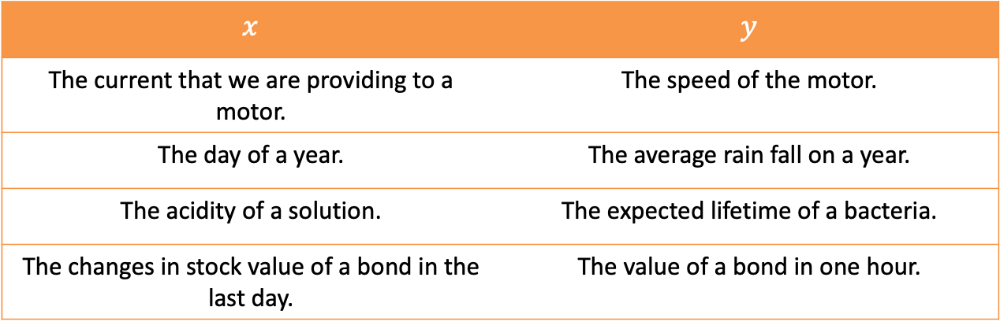 x
y
The current that we are providing to a
motor.
The speed of the motor.
The day of a year.
The average rain fall on a year.
The acidity of a solution.
The expected lifetime of a bacteria.
The changes in stock value of a bond in the
last day.
The value of a bond in one hour.